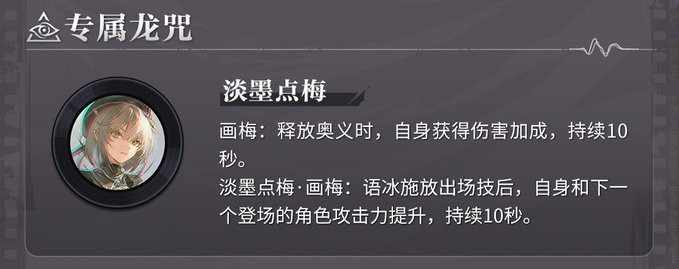 专属龙咒
淡墨点梅
画梅：释放奥义时，自身获得伤害加成，持续10
秒。
淡墨点梅·画梅：语冰施放出场技后，自身和下一
个登场的角色攻击力提升，持续10秒。